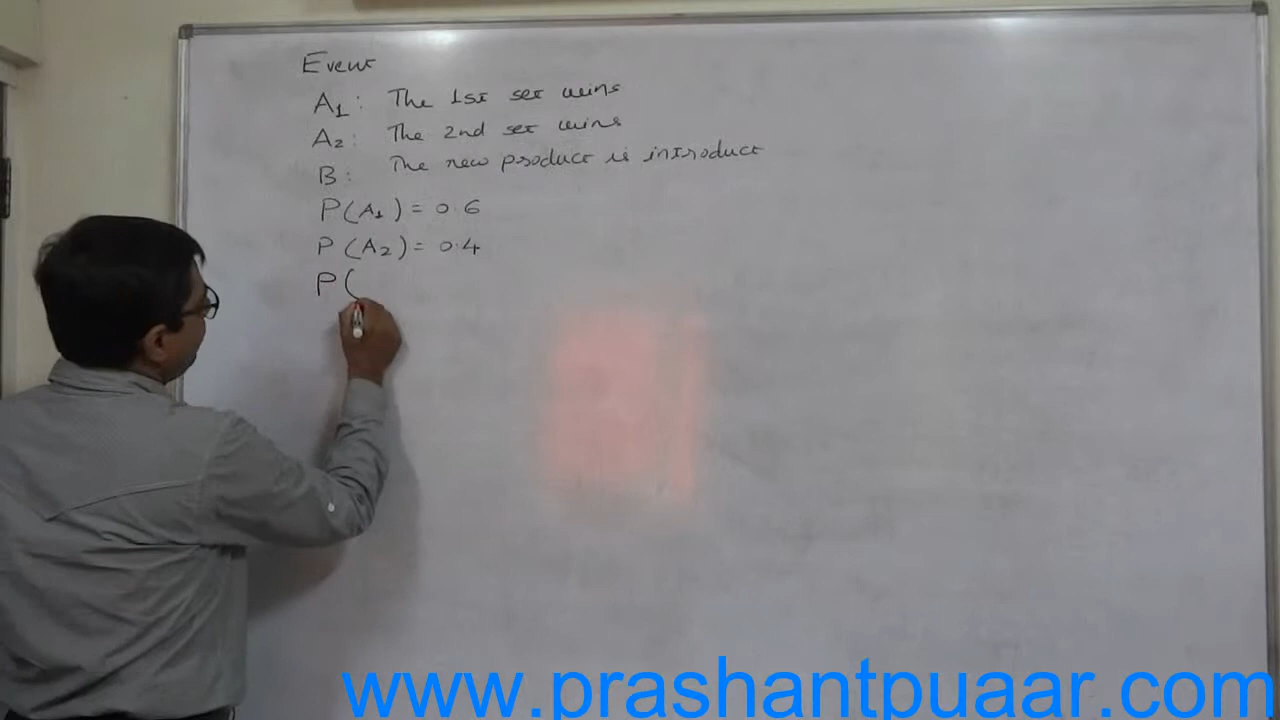 Event
A1: The 1st set wins
A2: The 2nd set wins
B: The new product is introduct
P(A1) = 0.6
P(A2) = 0.4
P(
www.prashantpuaar.com